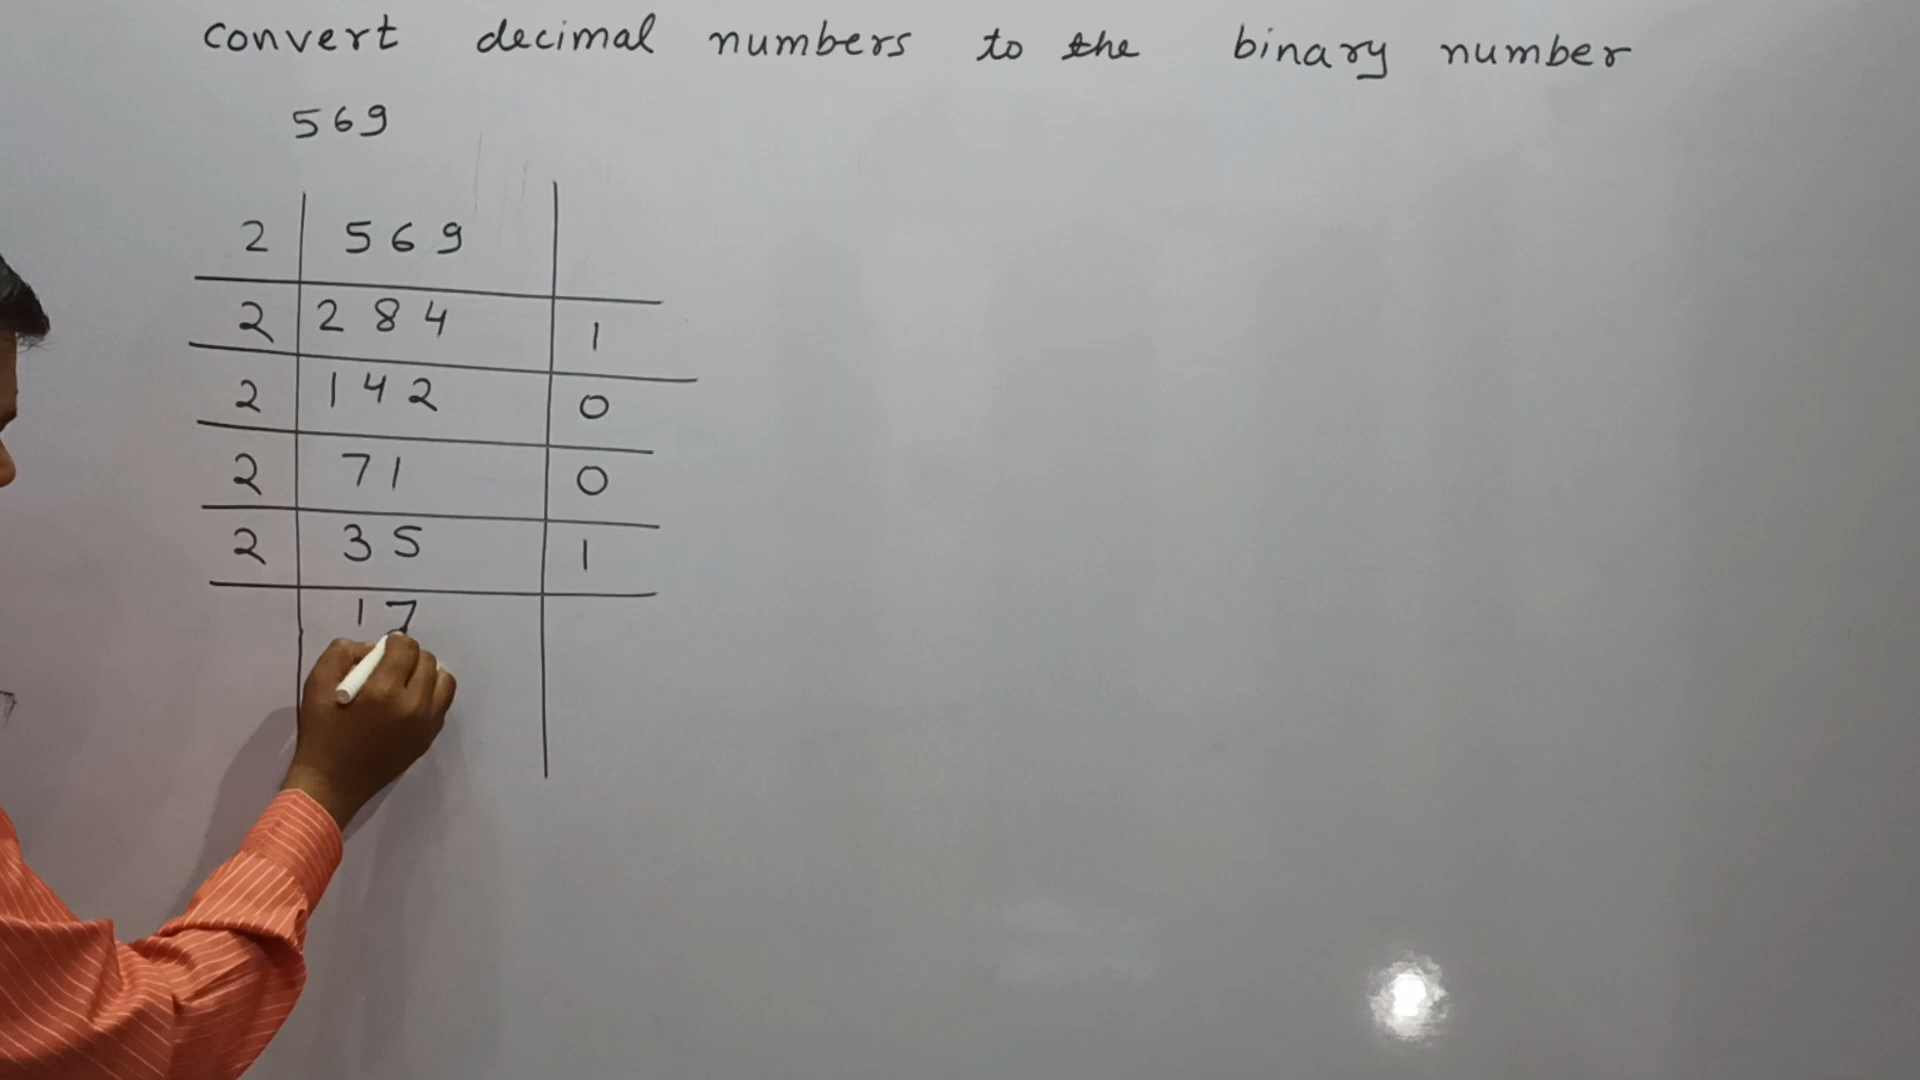 convert decimal numbers to the binary number
569
2 569
2 284 1
2 142 0
2 71 0
2 35 1
17